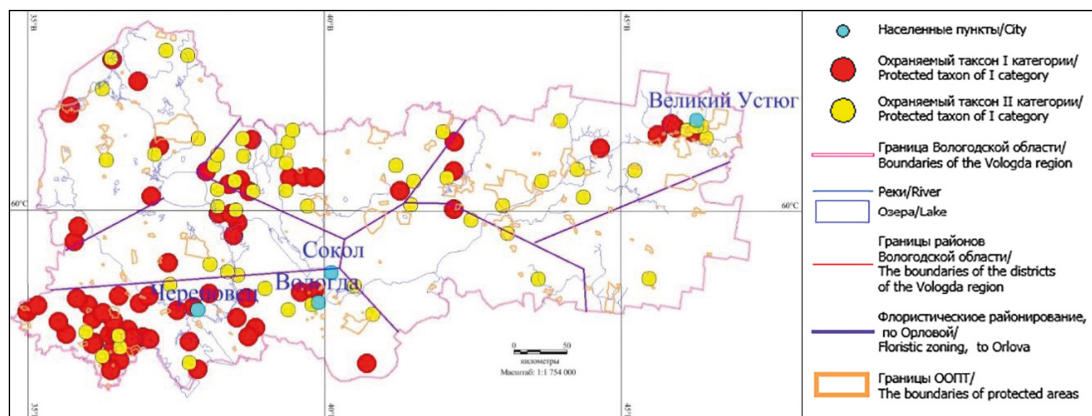 35°В
40°В
45°В
Великий Устюг
60°С
60°С
Сокол
Вологда
Череповец
50
0
50
километры
Масштаб: 1:1 754 000
35°В
40°В
45°В
Населенные пункты/City
Охраняемый таксон I категории/
Protected taxon of I category
Охраняемый таксон II категории/
Protected taxon of I category
Граница Вологодской области/
Boundaries of the Vologda region
Реки/River
Озера/Lake
Границы районов
Вологодской области/
The boundaries of the districts
of the Vologda region
Флористическое районирование,
по Орловой/
Floristic zoning, to Orlova
Границы ООПТ/
The boundaries of protected areas